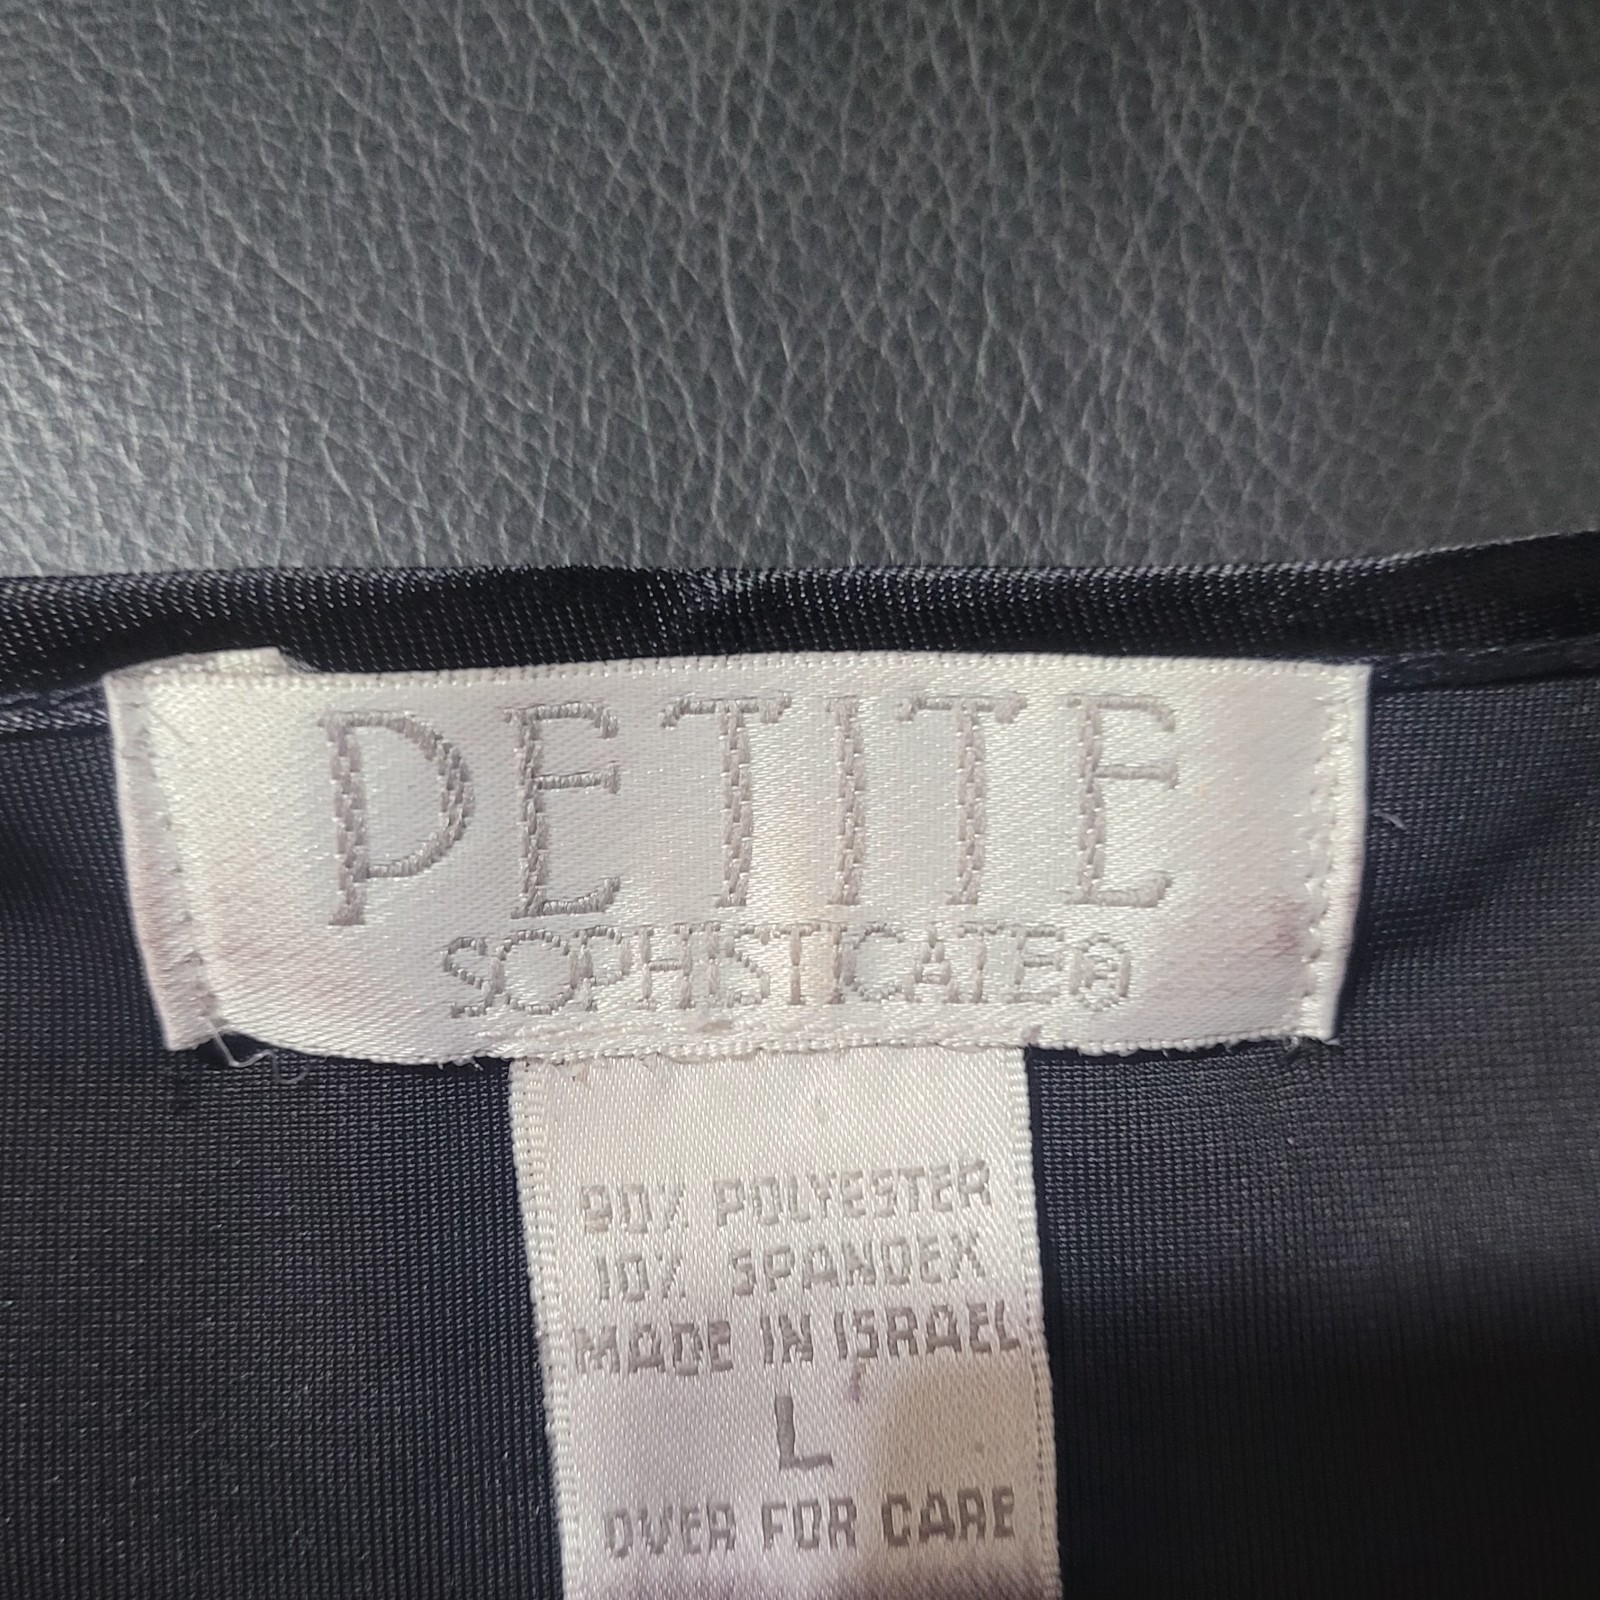 PETITE
SOPHISTICATE®
90% POLYESTER
10% SPANDEX
MADE IN ISRAEL
L
OVER FOR CARE